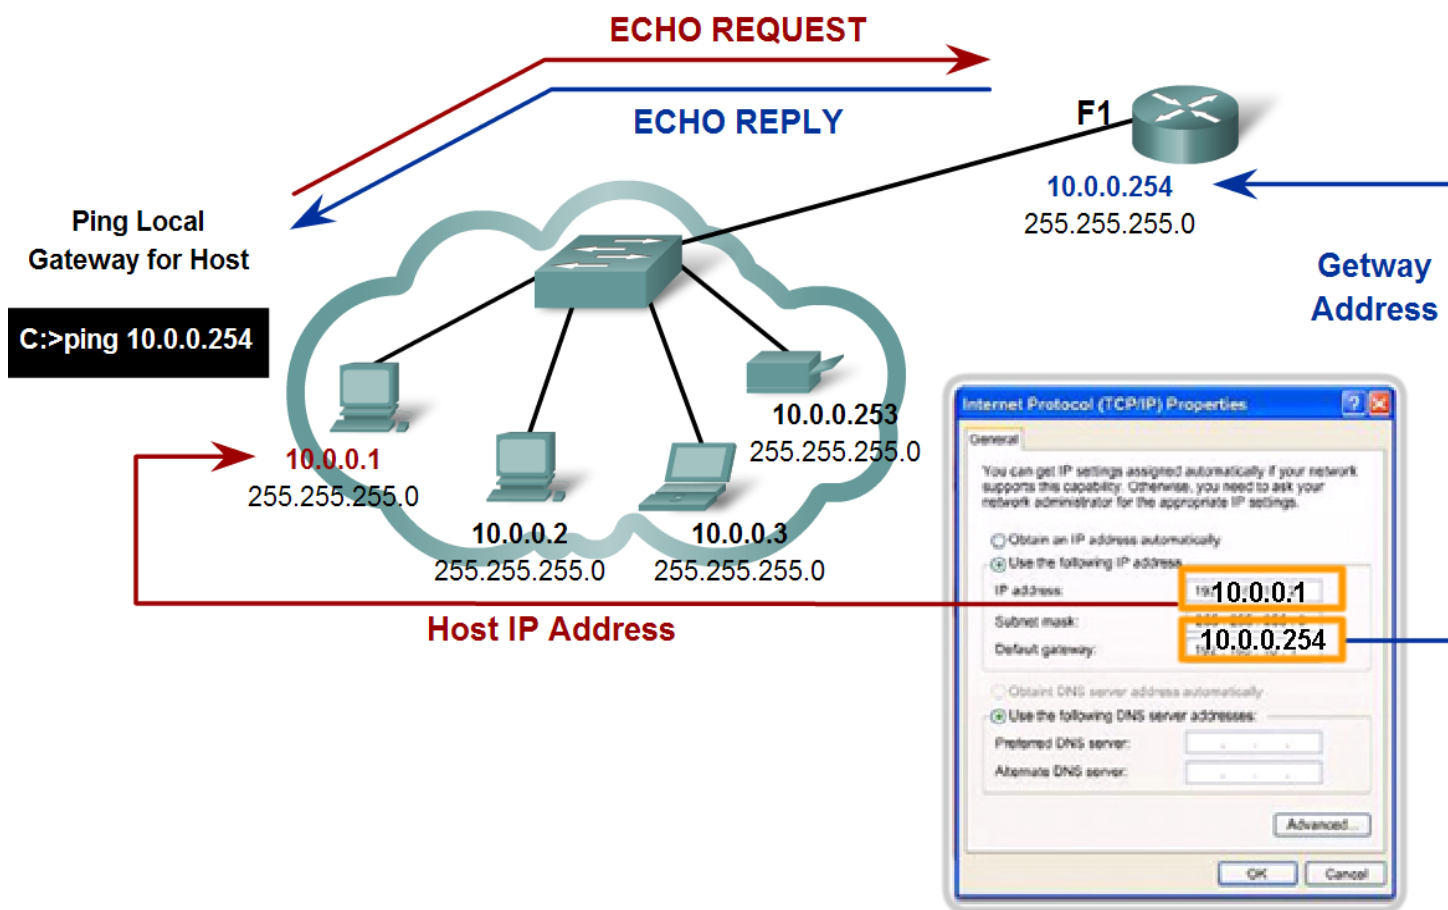 ECHO REQUEST
ECHO REPLY
F1
10.0.0.254
255.255.255.0
Getway
Address
Ping Local
Gateway for Host
C:>ping 10.0.0.254
10.0.0.1
255.255.255.0
10.0.0.2
255.255.255.0
10.0.0.3
255.255.255.0
10.0.0.253
255.255.255.0
Host IP Address
Internet Protocol (TCP/IP) Properties
General
You can get IP settings assigned automatically if your network
supports this capability. Otherwise, you need to ask your
network administrator for the appropriate IP settings.
Obtain an IP address automatically
Use the following IP address
IP address: 10.0.0.1
Subnet mask:
Default gateway: 10.0.0.254
Obtaint DNS server address automatically
Use the following DNS server addresses:
Preferred DNS server:
Alternate DNS server:
Advanced...
OK Cancel